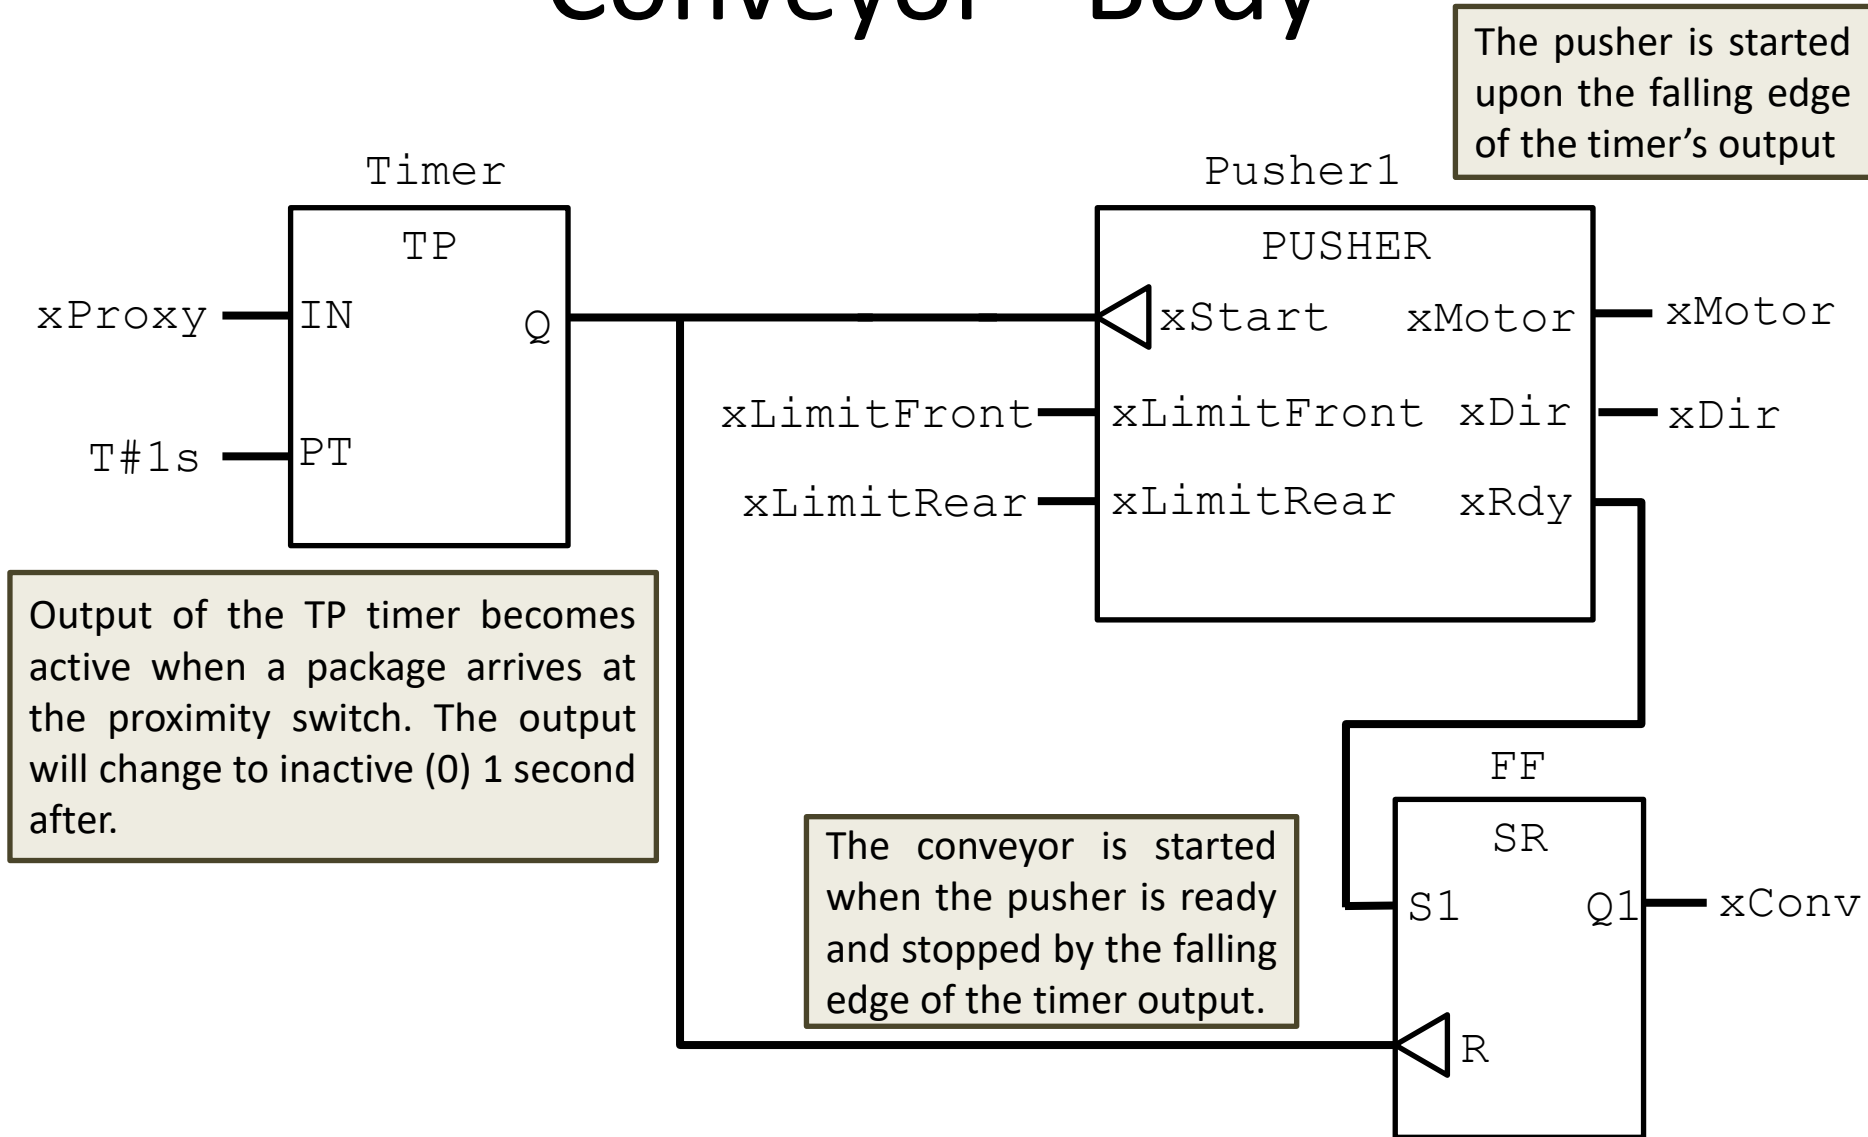 Conveyor - Body
The pusher is started
upon the falling edge
of the timer's output
Timer
TP
xProxy
IN
Q
T#1s
PT
Pusher1
PUSHER
xStart
xMotor
xMotor
xLimitFront
xLimitFront
xDir
xDir
xLimitRear
xLimitRear
xRdy
Output of the TP timer becomes
active when a package arrives at
the proximity switch. The output
will change to inactive (0) 1 second
after.
The conveyor is started
when the pusher is ready
and stopped by the falling
edge of the timer output.
FF
SR
S1
Q1
xConv
R